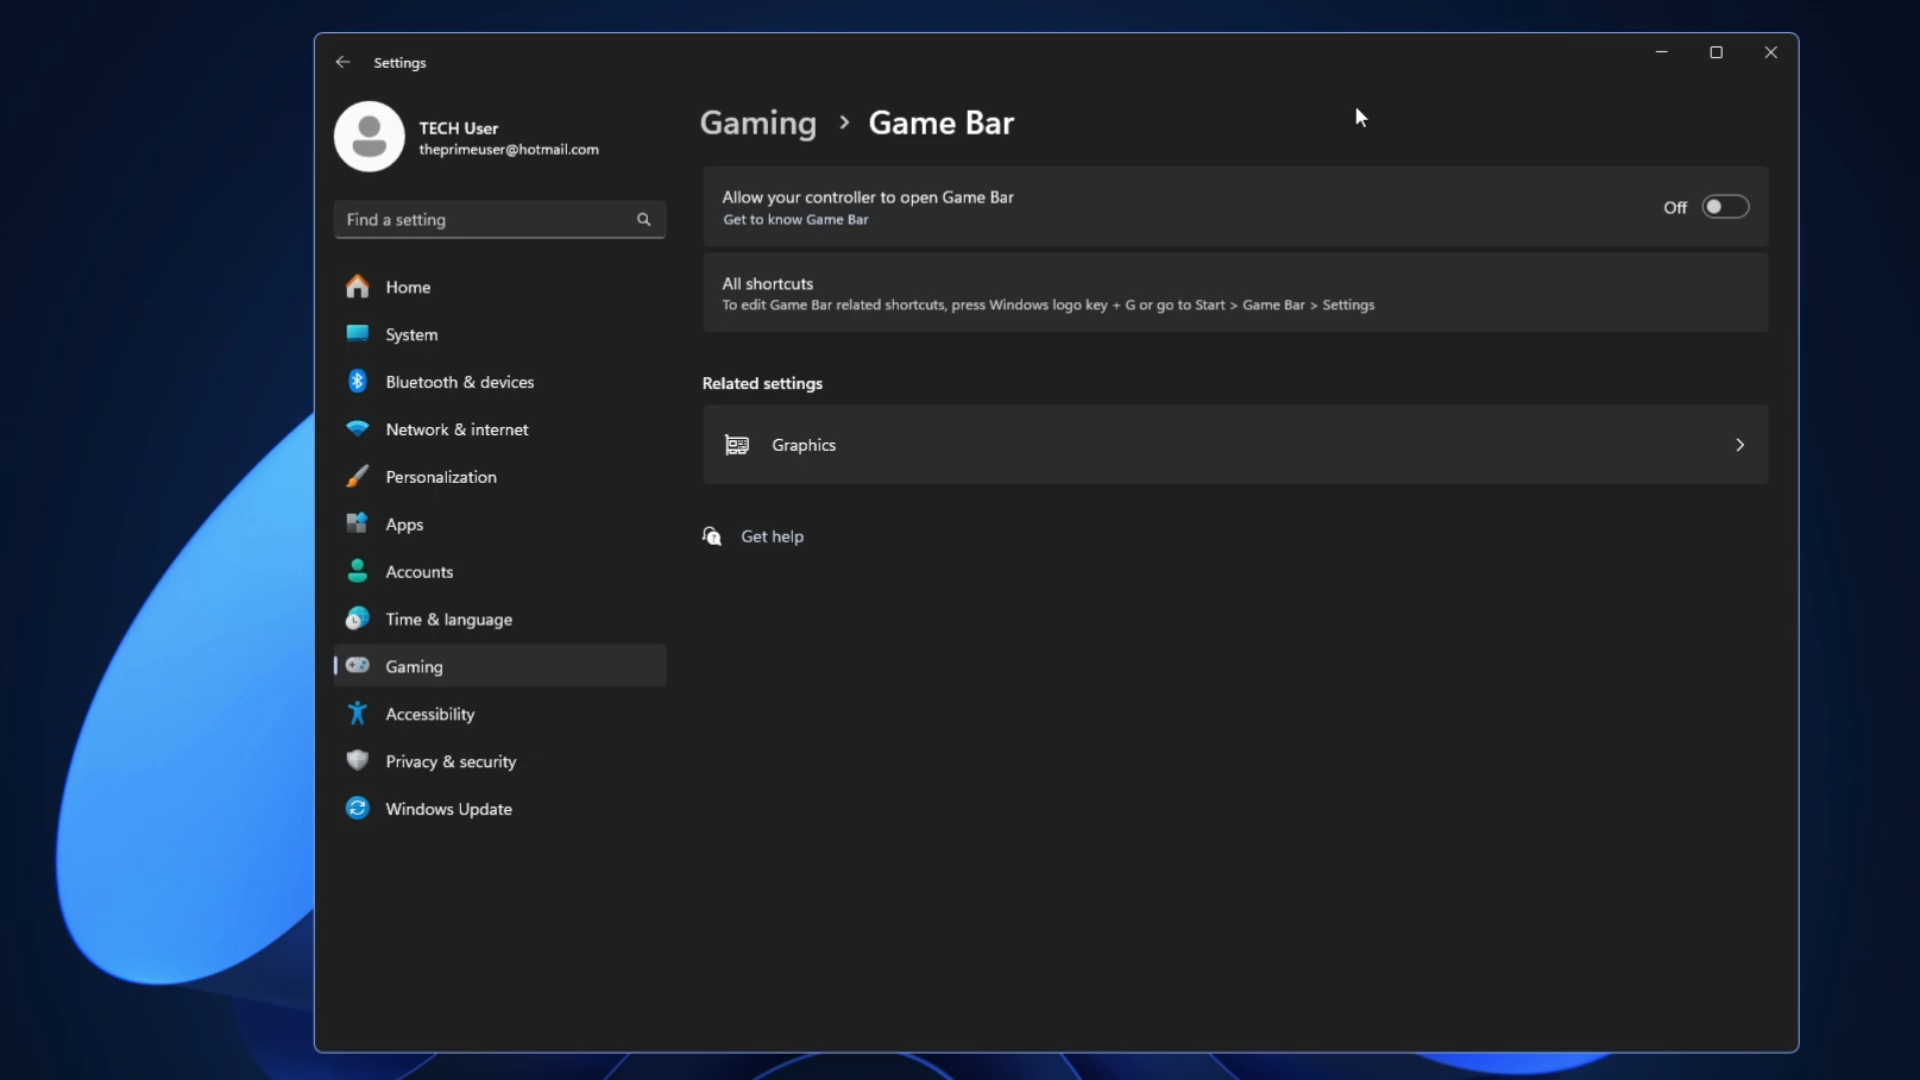 Settings
TECH User
theprimeuser@hotmail.com
Find a setting
Home
System
Bluetooth & devices
Network & internet
Personalization
Apps
Accounts
Time & language
Gaming
Accessibility
Privacy & security
Windows Update
Gaming > Game Bar
Allow your controller to open Game Bar
Get to know Game Bar
Off
All shortcuts
To edit Game Bar related shortcuts, press Windows logo key + G or go to Start > Game Bar > Settings
Related settings
Graphics
Get help